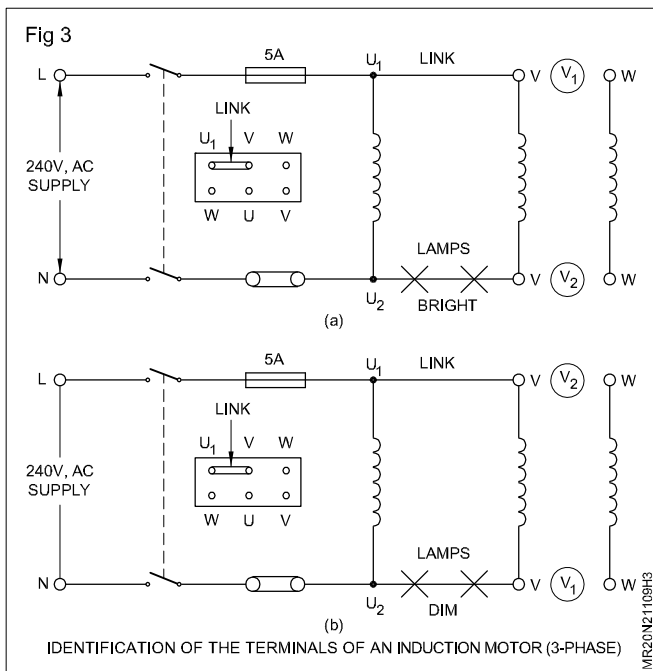 Fig 3
5A
U1
LINK
L
V
V1
W
LINK
U1 V W
240V, AC
SUPPLY
W U V
LAMPS
N
V
V2
W
U2
BRIGHT
(a)
5A
U1
LINK
L
V
V2
W
LINK
U1 V W
240V, AC
SUPPLY
W U V
LAMPS
N
V
V1
W
U2
DIM
(b)
IDENTIFICATION OF THE TERMINALS OF AN INDUCTION MOTOR (3-PHASE)
MR20N21109H3